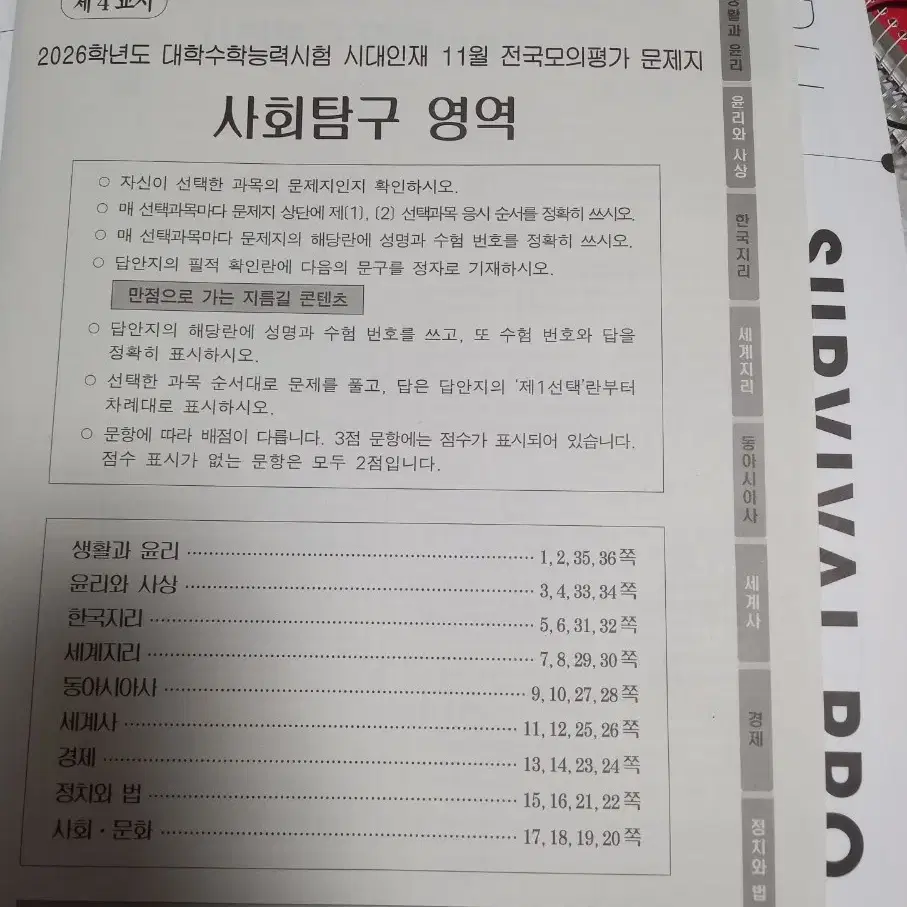 제 4 교시
2026학년도 대학수학능력시험 시대인재 11월 전국모의평가 문제지
사회탐구 영역
○ 자신이 선택한 과목의 문제지인지 확인하시오.
○ 매 선택과목마다 문제지 상단에 제(1), (2) 선택과목 응시 순서를 정확히 쓰시오.
○ 매 선택과목마다 문제지의 해당란에 성명과 수험 번호를 정확히 쓰시오.
○ 답안지의 필적 확인란에 다음의 문구를 정자로 기재하시오.
만점으로 가는 지름길 콘텐츠
○ 답안지의 해당란에 성명과 수험 번호를 쓰고, 또 수험 번호와 답을
정확히 표시하시오.
○ 선택한 과목 순서대로 문제를 풀고, 답은 답안지의 '제1선택'란부터
차례대로 표시하시오.
○ 문항에 따라 배점이 다릅니다. 3점 문항에는 점수가 표시되어 있습니다.
점수 표시가 없는 문항은 모두 2점입니다.
생활과 윤리 1, 2, 35, 36쪽
윤리와 사상 3, 4, 33, 34쪽
한국지리 5, 6, 31, 32쪽
세계지리 7, 8, 29, 30쪽
동아시아사 9, 10, 27, 28쪽
세계사 11, 12, 25, 26쪽
경제 13, 14, 23, 24쪽
정치와 법 15, 16, 21, 22쪽
사회·문화 17, 18, 19, 20쪽
생활과 윤리
윤리와 사상
한국지리
세계지리
동아시아사
세계사
경제
정치와 법
SURVIVAL PRO